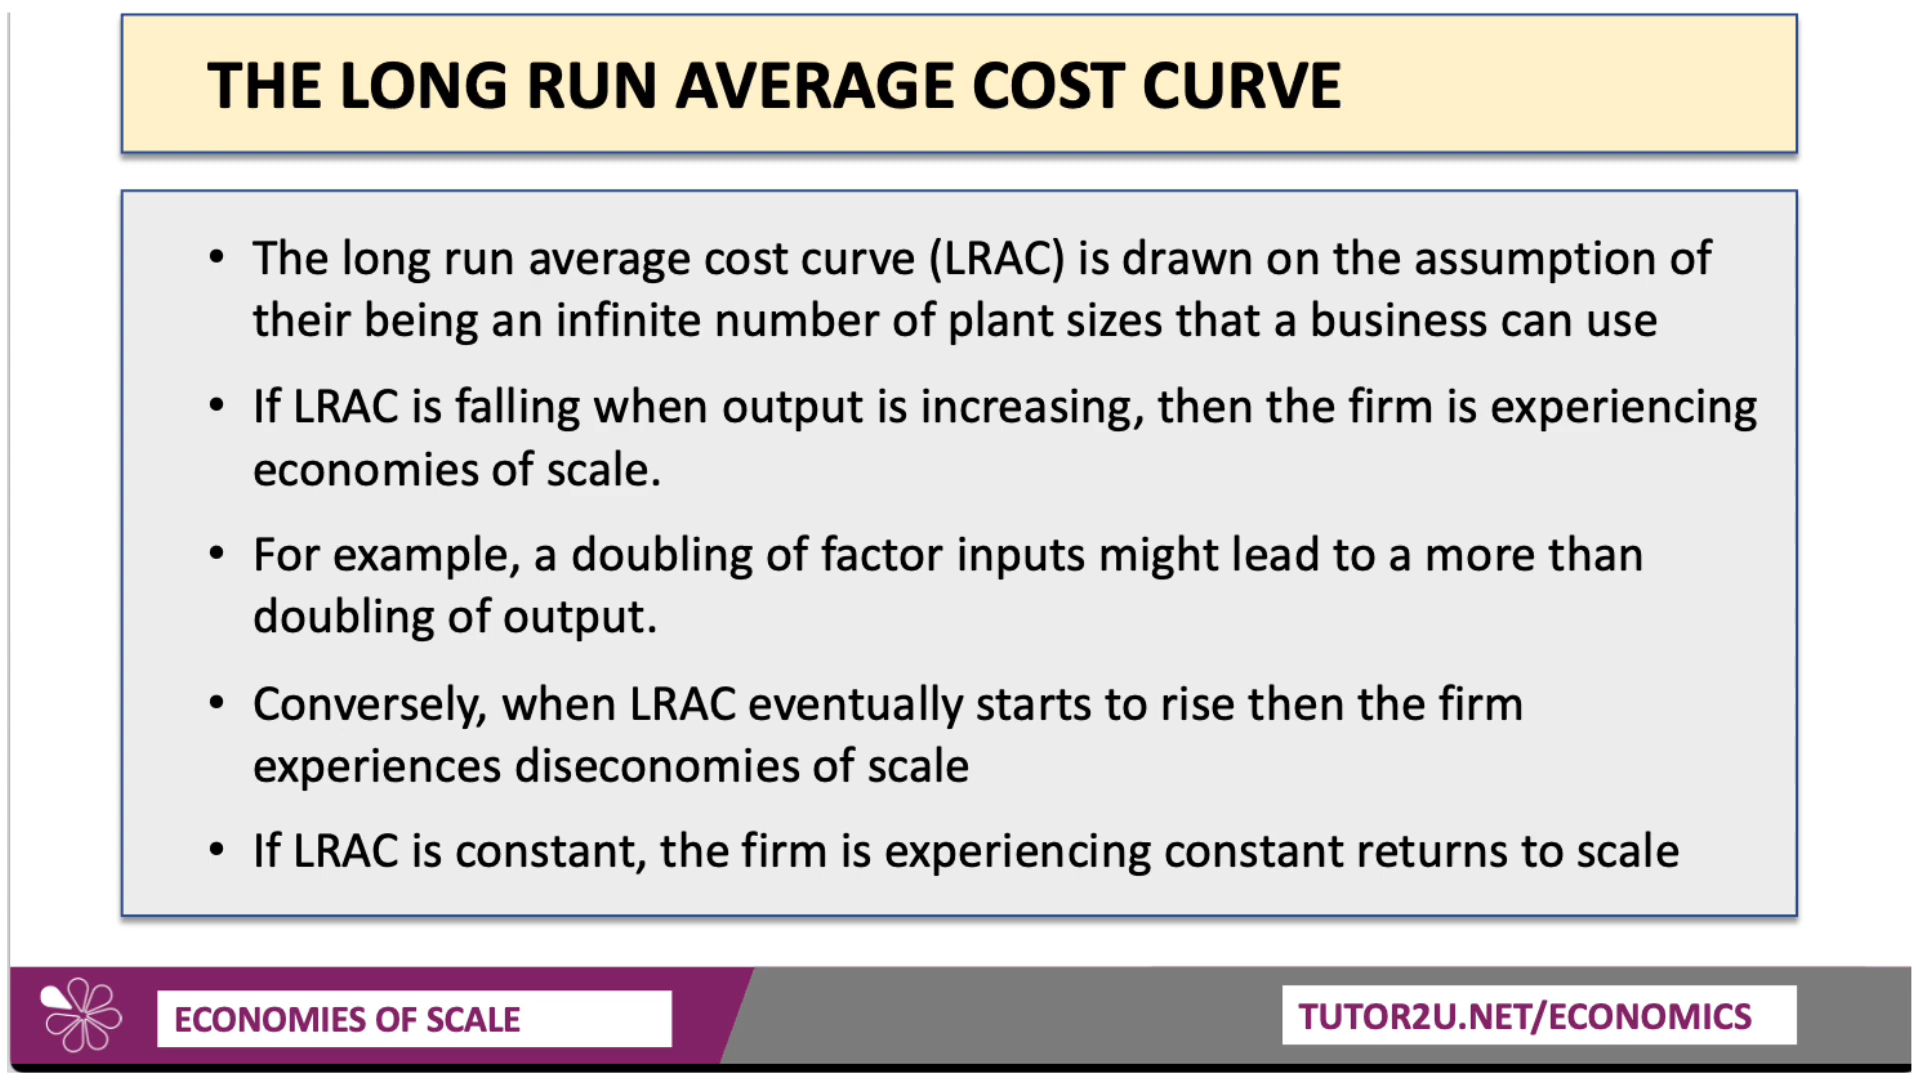 THE LONG RUN AVERAGE COST CURVE
• The long run average cost curve (LRAC) is drawn on the assumption of
their being an infinite number of plant sizes that a business can use
• If LRAC is falling when output is increasing, then the firm is experiencing
economies of scale.
• For example, a doubling of factor inputs might lead to a more than
doubling of output.
• Conversely, when LRAC eventually starts to rise then the firm
experiences diseconomies of scale
• If LRAC is constant, the firm is experiencing constant returns to scale
ECONOMIES OF SCALE
TUTOR2U.NET/ECONOMICS